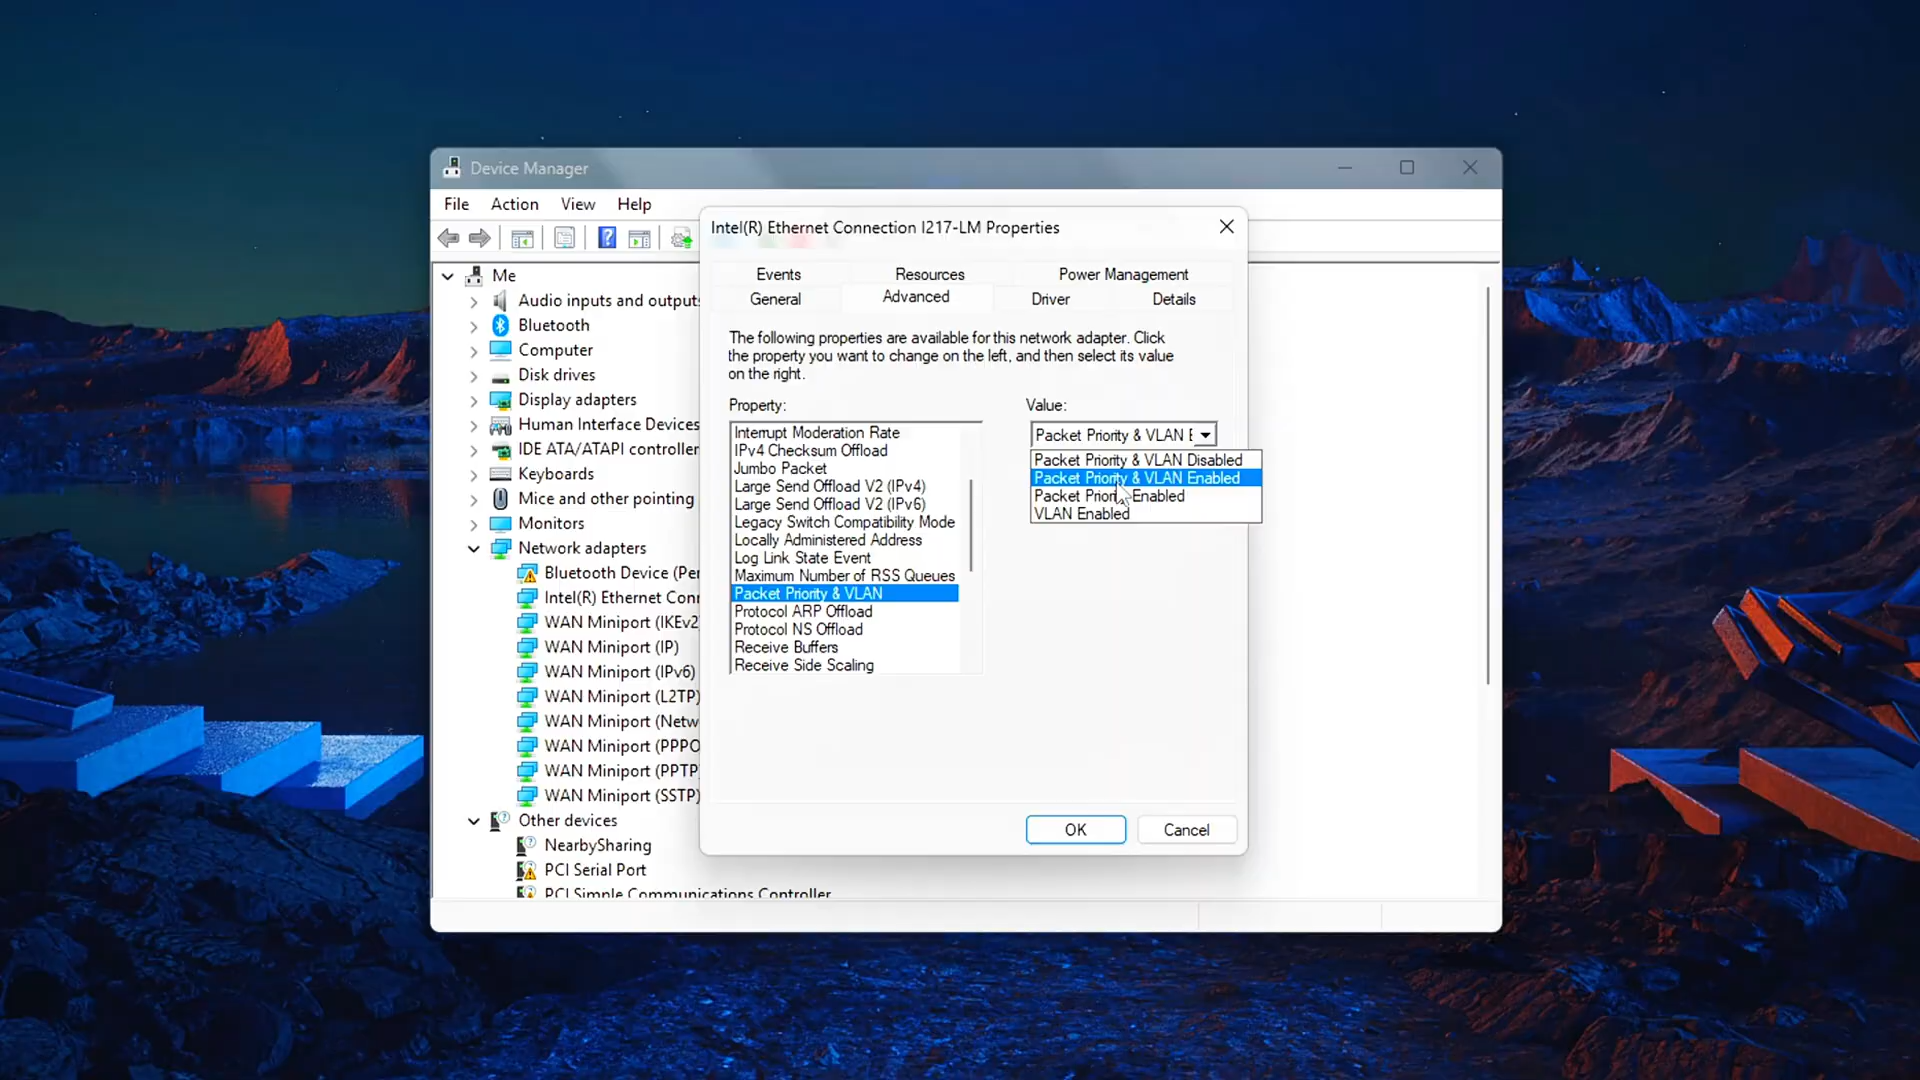 Device Manager
File Action View Help
Me
Audio inputs and outputs
Bluetooth
Computer
Disk drives
Display adapters
Human Interface Devices
IDE ATA/ATAPI controller
Keyboards
Mice and other pointing
Monitors
Network adapters
Bluetooth Device (Per
Intel(R) Ethernet Conn
WAN Miniport (IKEv2
WAN Miniport (IP)
WAN Miniport (IPv6)
WAN Miniport (L2TP)
WAN Miniport (Netw
WAN Miniport (PPPO
WAN Miniport (PPTP
WAN Miniport (SSTP)
Other devices
NearbySharing
PCI Serial Port
PCI Simple Communications Controller
Intel(R) Ethernet Connection I217-LM Properties
Events Resources Power Management
General Advanced Driver Details
The following properties are available for this network adapter. Click
the property you want to change on the left, and then select its value
on the right.
Property:
Interrupt Moderation Rate
IPv4 Checksum Offload
Jumbo Packet
Large Send Offload V2 (IPv4)
Large Send Offload V2 (IPv6)
Legacy Switch Compatibility Mode
Locally Administered Address
Log Link State Event
Maximum Number of RSS Queues
Packet Priority & VLAN
Protocol ARP Offload
Protocol NS Offload
Receive Buffers
Receive Side Scaling
Value:
Packet Priority & VLAN E
Packet Priority & VLAN Disabled
Packet Priority & VLAN Enabled
Packet Priority Enabled
VLAN Enabled
OK Cancel